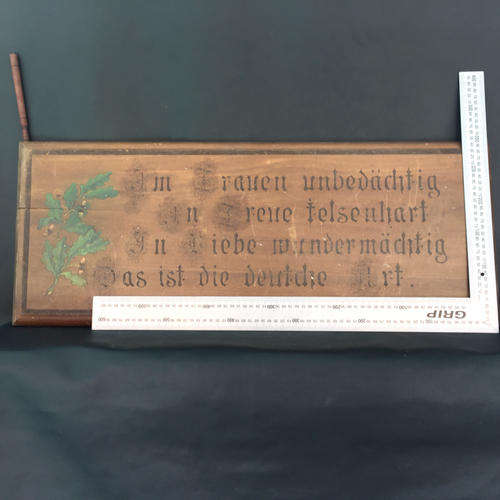 Im Trauen unbedächtig
In Treue felsenhart
In Liebe wundermächtig
Das ist die deutsche Art.
GRIP